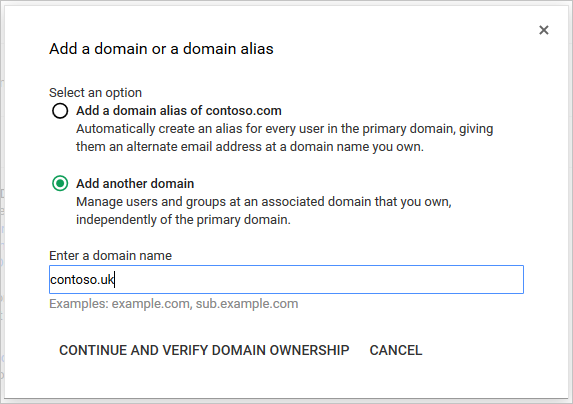 Add a domain or a domain alias
Select an option
Add a domain alias of contoso.com
Automatically create an alias for every user in the primary domain, giving
them an alternate email address at a domain name you own.
Add another domain
Manage users and groups at an associated domain that you own,
independently of the primary domain.
Enter a domain name
contoso.uk
Examples: example.com, sub.example.com
CONTINUE AND VERIFY DOMAIN OWNERSHIP CANCEL